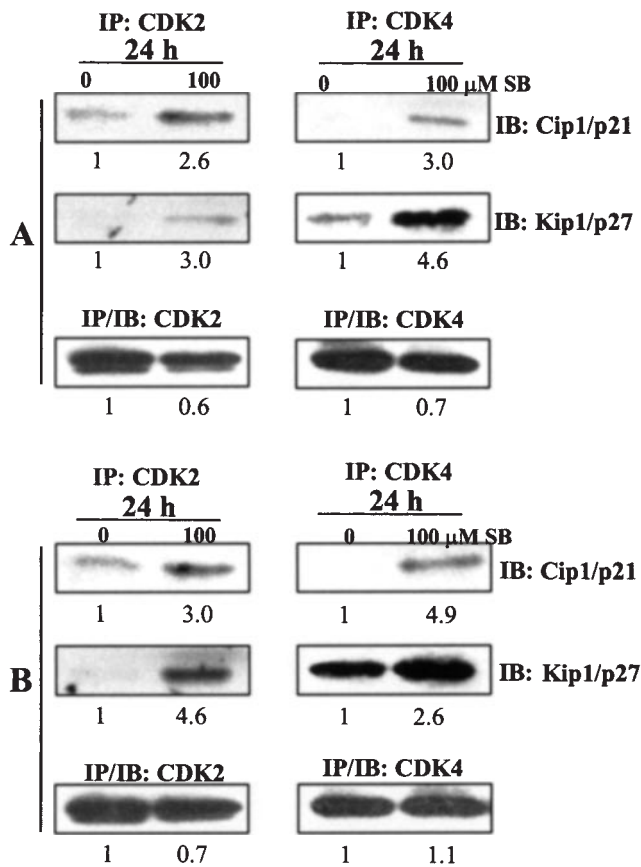 IP: CDK2 IP: CDK4
24 h 24 h
0 100 0 100 μM SB
IB: Cip1/p21
1 2.6 1 3.0
A
IB: Kip1/p27
1 3.0 1 4.6
IP/IB: CDK2 IP/IB: CDK4
1 0.6 1 0.7
IP: CDK2 IP: CDK4
24 h 24 h
0 100 0 100 μM SB
IB: Cip1/p21
1 3.0 1 4.9
B
IB: Kip1/p27
1 4.6 1 2.6
IP/IB: CDK2 IP/IB: CDK4
1 0.7 1 1.1